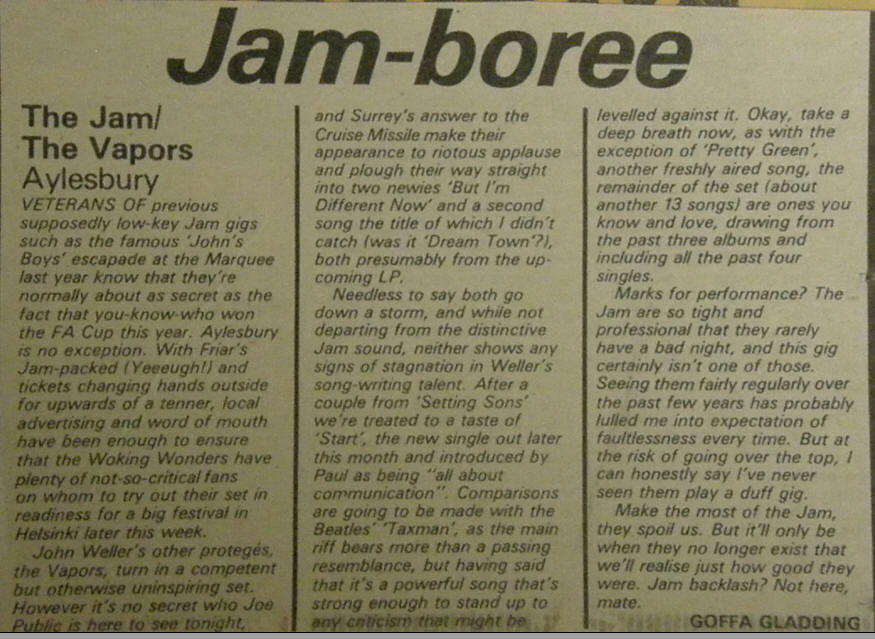 Jam-boree
The Jam/
The Vapors
Aylesbury
VETERANS OF previous
supposedly low-key Jam gigs
such as the famous 'John's
Boys' escapade at the Marquee
last year know that they're
normally about as secret as the
fact that you-know-who won
the FA Cup this year. Aylesbury
is no exception. With Friar's
Jam-packed (Yeeeugh!) and
tickets changing hands outside
for upwards of a tenner, local
advertising and word of mouth
have been enough to ensure
that the Woking Wonders have
plenty of not-so-critical fans
on whom to try out their set in
readiness for a big festival in
Helsinki later this week.
John Weller's other protegés,
the Vapors, turn in a competent
but otherwise uninspiring set.
However it's no secret who Joe
Public is here to see tonight,
and Surrey's answer to the
Cruise Missile make their
appearance to riotous applause
and plough their way straight
into two newies 'But I'm
Different Now' and a second
song the title of which I didn't
catch (was it 'Dream Town'?),
both presumably from the up-
coming LP.
Needless to say both go
down a storm, and while not
departing from the distinctive
Jam sound, neither shows any
signs of stagnation in Weller's
song-writing talent. After a
couple from 'Setting Sons'
we're treated to a taste of
'Start', the new single out later
this month and introduced by
Paul as being "all about
communication". Comparisons
are going to be made with the
Beatles' 'Taxman', as the main
riff bears more than a passing
resemblance, but having said
that it's a powerful song that's
strong enough to stand up to
any criticism that might be
levelled against it. Okay, take a
deep breath now, as with the
exception of 'Pretty Green',
another freshly aired song, the
remainder of the set (about
another 13 songs) are ones you
know and love, drawing from
the past three albums and
including all the past four
singles.
Marks for performance? The
Jam are so tight and
professional that they rarely
have a bad night, and this gig
certainly isn't one of those.
Seeing them fairly regularly over
the past few years has probably
lulled me into expectation of
faultlessness every time. But at
the risk of going over the top, I
can honestly say I've never
seen them play a duff gig.
Make the most of the Jam,
they spoil us. But it'll only be
when they no longer exist that
we'll realise just how good they
were. Jam backlash? Not here,
mate.
GOFFA GLADDING